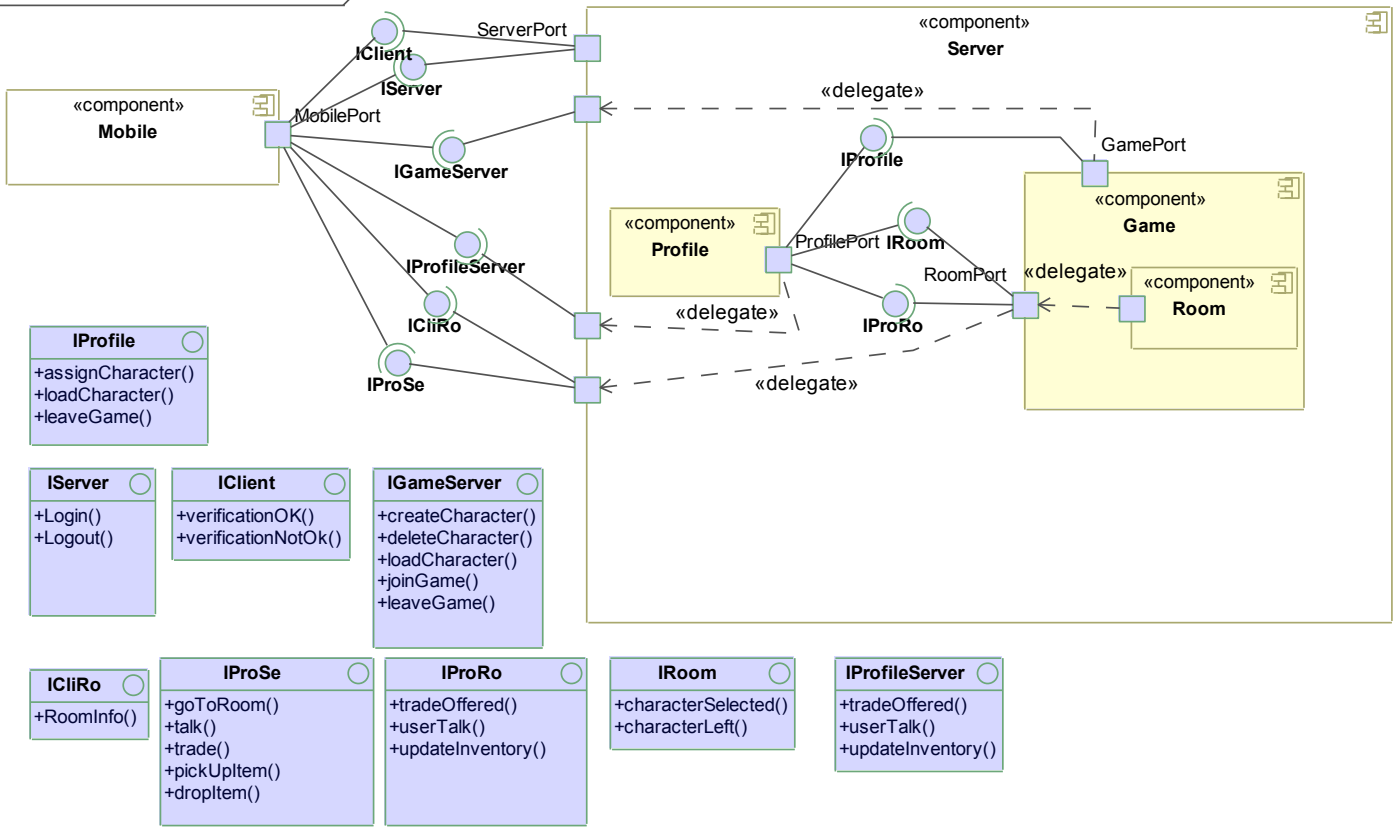 «component»
Mobile
MobilePort
IClient
IServer
IGameServer
IProfileServer
ICliRo
IProSe
ServerPort
«component»
Server
«delegate»
IProfile
GamePort
«component»
Game
«component»
Profile
ProfilePort
IRoom
RoomPort
«delegate»
«component»
Room
IProRo
«delegate»
«delegate»
IProfile
+assignCharacter()
+loadCharacter()
+leaveGame()
IServer
+Login()
+Logout()
IClient
+verificationOK()
+verificationNotOk()
IGameServer
+createCharacter()
+deleteCharacter()
+loadCharacter()
+joinGame()
+leaveGame()
ICliRo
+RoomInfo()
IProSe
+goToRoom()
+talk()
+trade()
+pickUpItem()
+dropItem()
IProRo
+tradeOffered()
+userTalk()
+updateInventory()
IRoom
+characterSelected()
+characterLeft()
IProfileServer
+tradeOffered()
+userTalk()
+updateInventory()